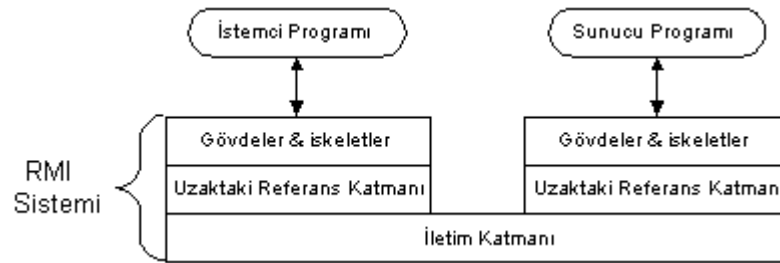 İstemci Programı
Sunucu Programı
Gövdeler & iskeletler
Gövdeler & iskeletler
RMI
Sistemi
Uzaktaki Referans Katmanı
Uzaktaki Referans Katman
İletim Katmanı